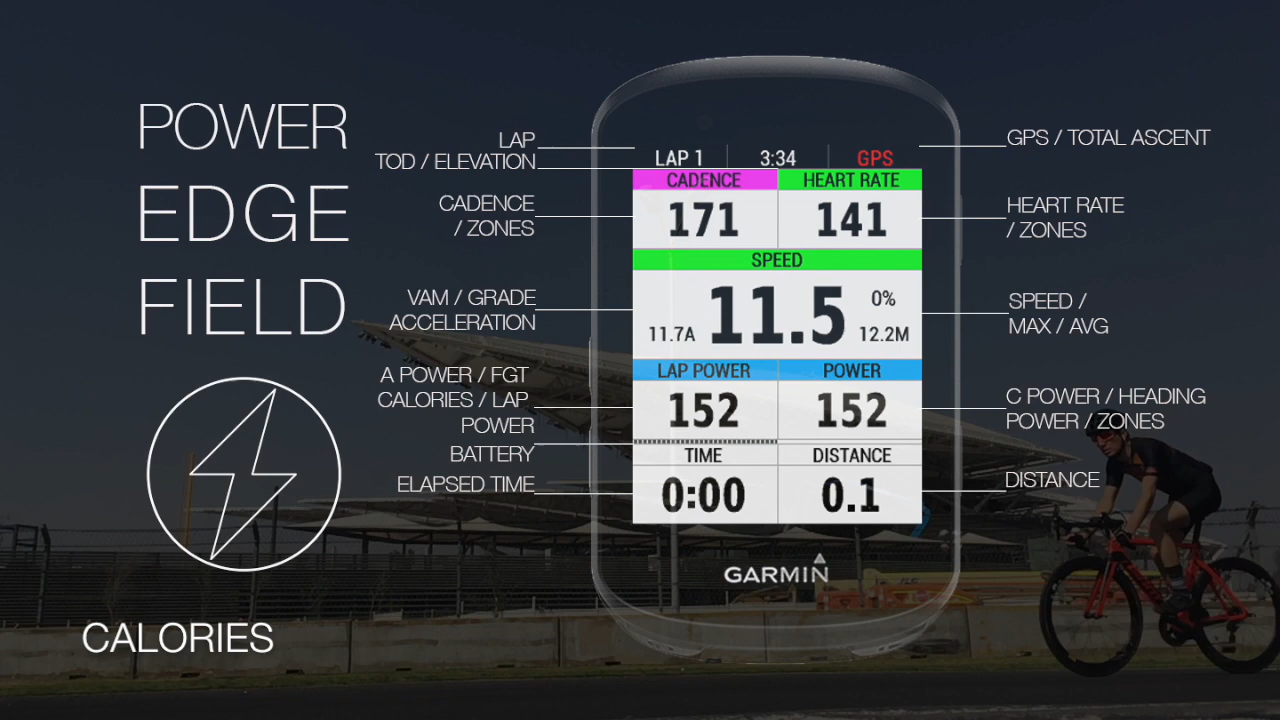 POWER
EDGE
FIELD
CALORIES
LAP
TOD / ELEVATION
CADENCE
/ ZONES
VAM / GRADE
ACCELERATION
A POWER / FGT
CALORIES / LAP
POWER
BATTERY
ELAPSED TIME
LAP 1 3:34 GPS
CADENCE HEART RATE
171 141
SPEED
11.5
0%
11.7A 12.2M
LAP POWER POWER
152 152
TIME DISTANCE
0:00 0.1
GARMIN
GPS / TOTAL ASCENT
HEART RATE
/ ZONES
SPEED /
MAX / AVG
C POWER / HEADING
POWER / ZONES
DISTANCE